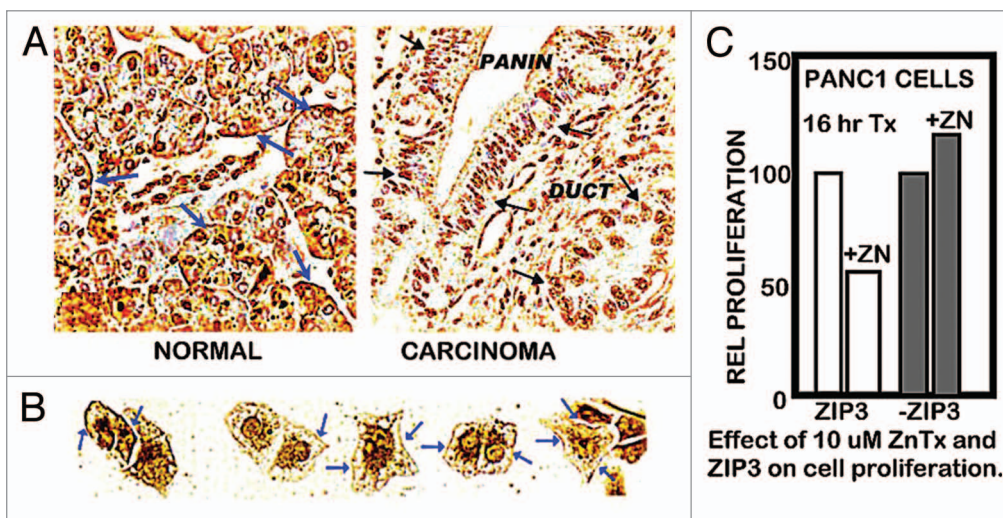 A
PANIN
DUCT
NORMAL
CARCINOMA
B
C
150
PANC1 CELLS
16 hr Tx
+ZN
+ZN
100
50
0
REL PROLIFERATION
ZIP3
-ZIP3
Effect of 10 uM ZnTx and
ZIP3 on cell proliferation.